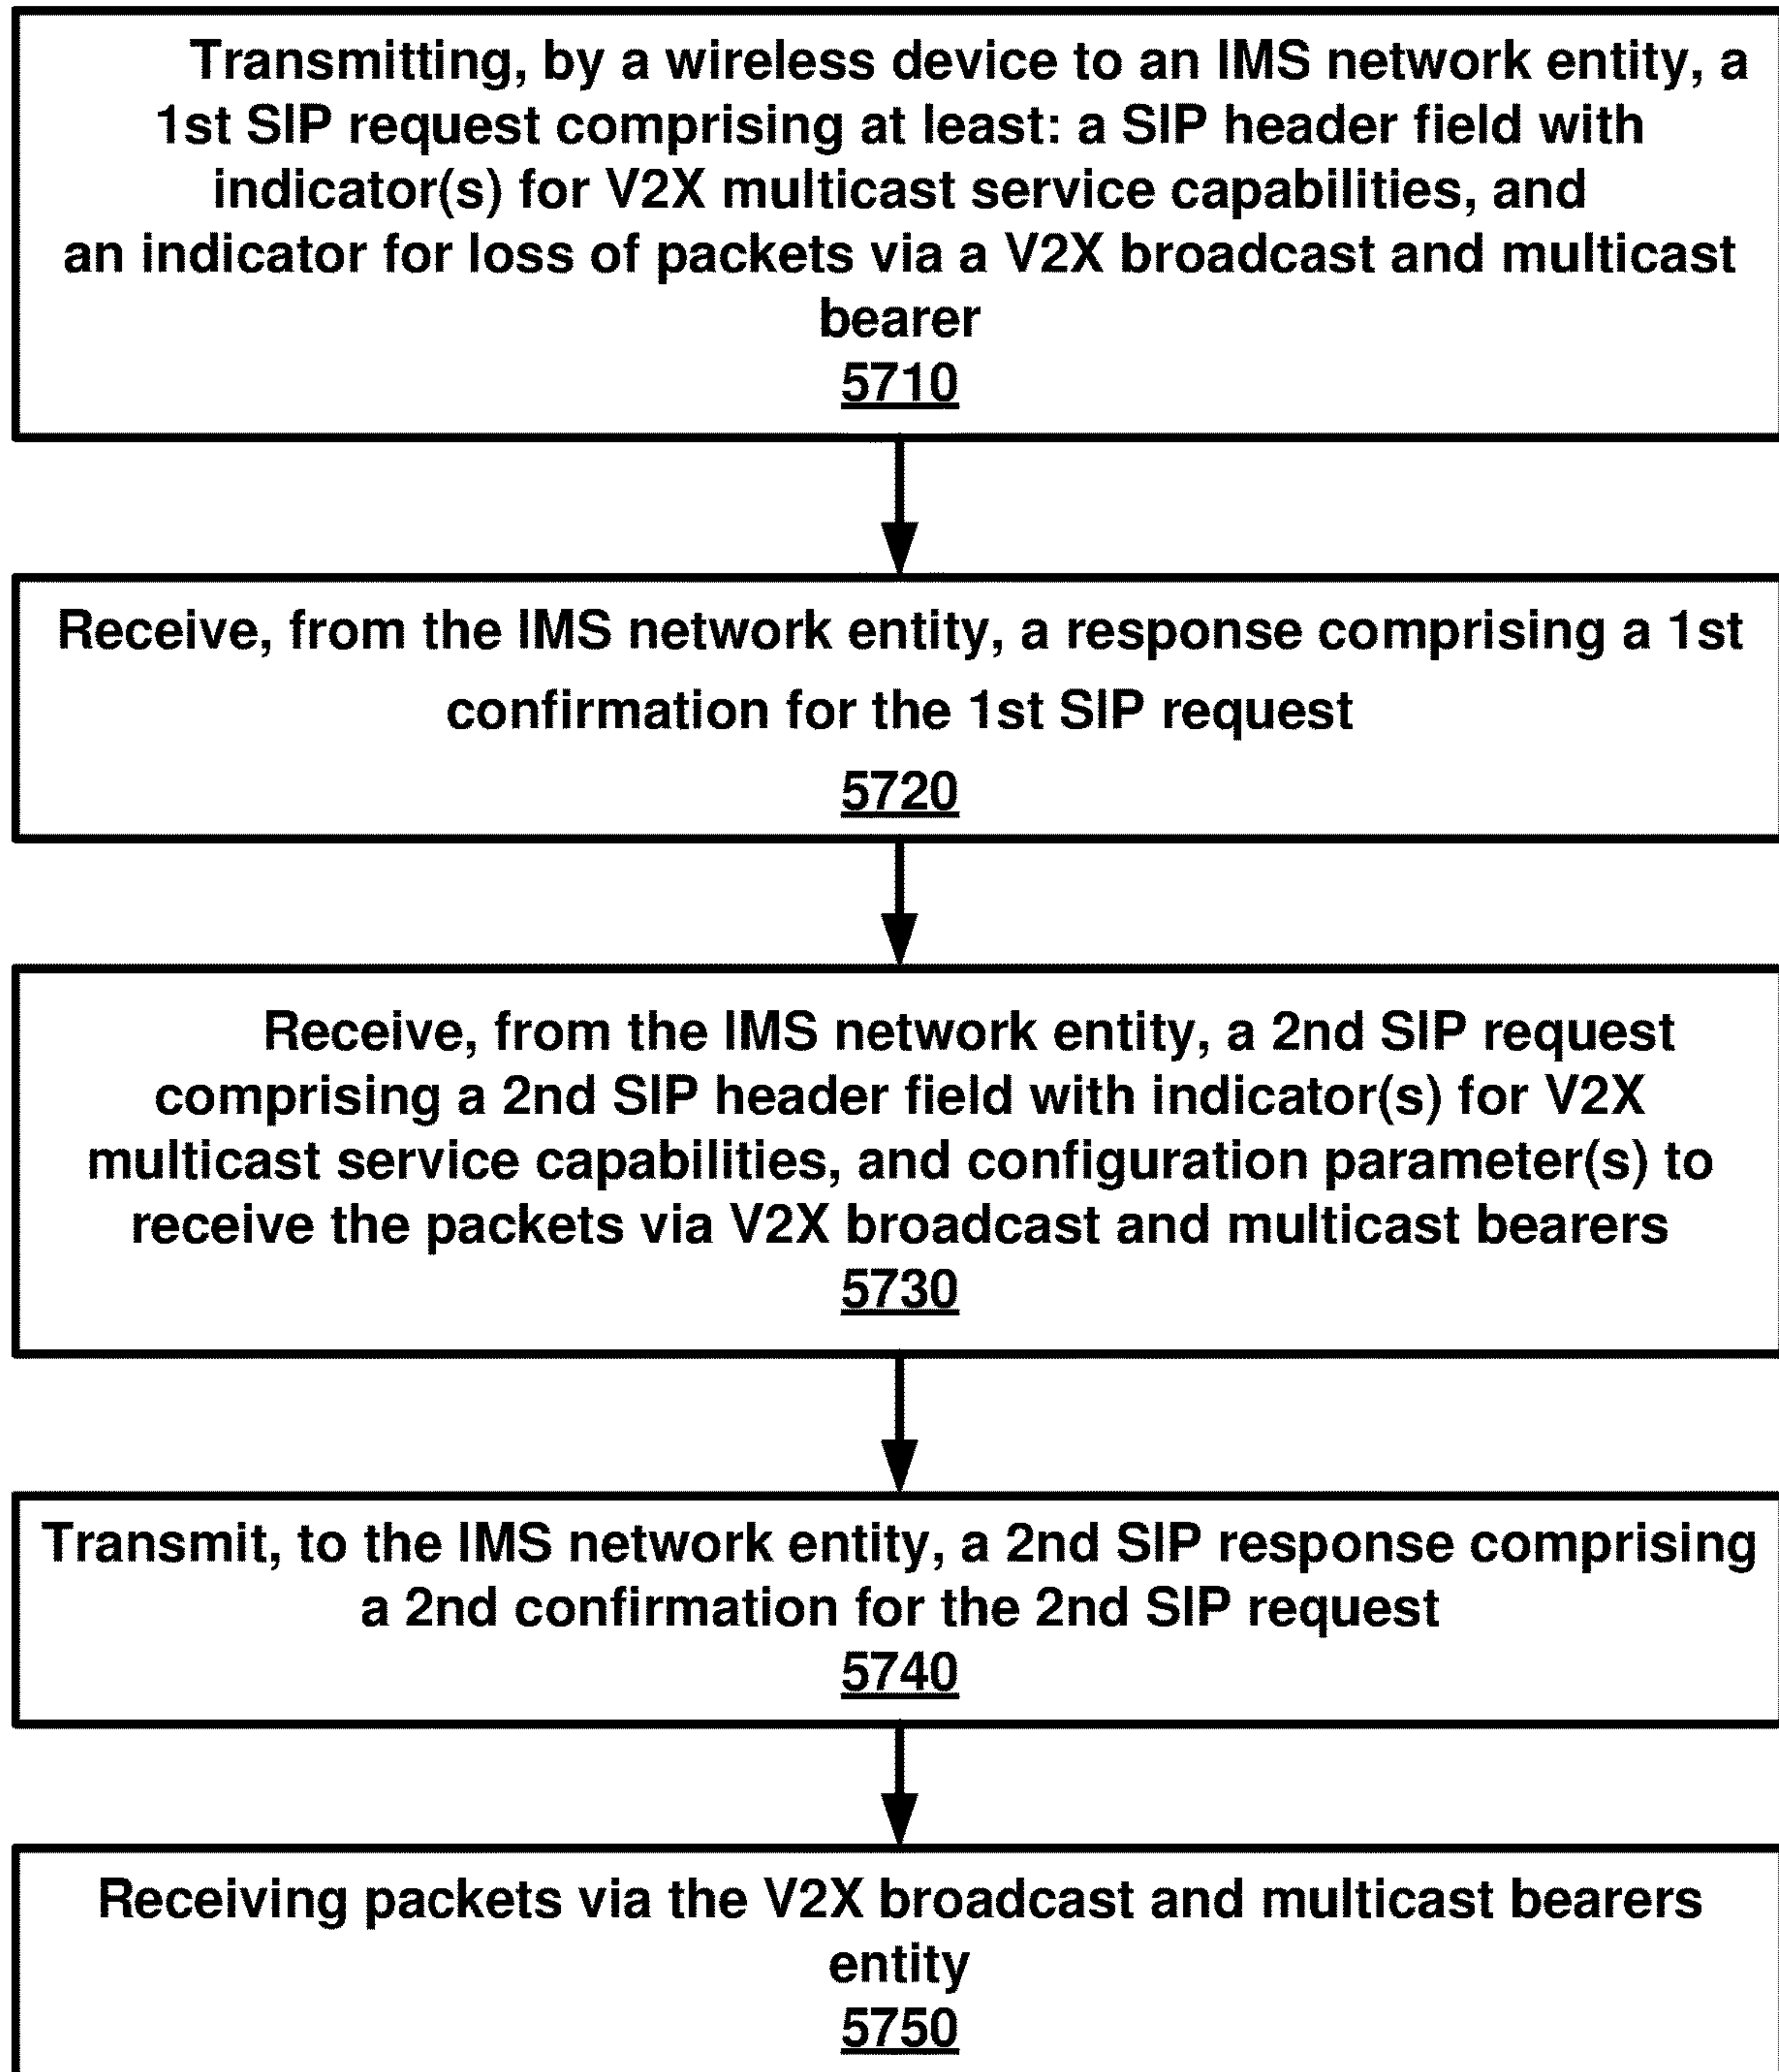 Transmitting, by a wireless device to an IMS network entity, a
1st SIP request comprising at least: a SIP header field with
indicator(s) for V2X multicast service capabilities, and
an indicator for loss of packets via a V2X broadcast and multicast
bearer
5710
Receive, from the IMS network entity, a response comprising a 1st
confirmation for the 1st SIP request
5720
Receive, from the IMS network entity, a 2nd SIP request
comprising a 2nd SIP header field with indicator(s) for V2X
multicast service capabilities, and configuration parameter(s) to
receive the packets via V2X broadcast and multicast bearers
5730
Transmit, to the IMS network entity, a 2nd SIP response comprising
a 2nd confirmation for the 2nd SIP request
5740
Receiving packets via the V2X broadcast and multicast bearers
entity
5750